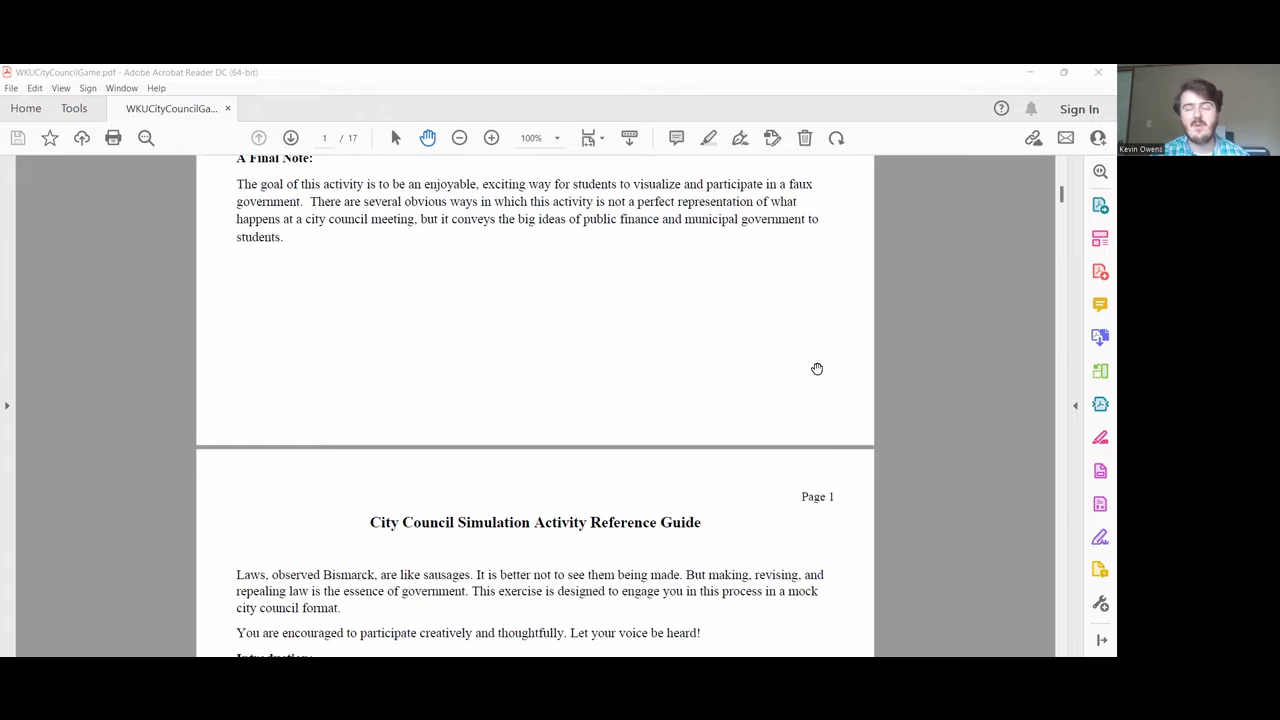 WKUCityCouncilGame.pdf - Adobe Acrobat Reader DC (64-bit)
File Edit View Sign Window Help
Home Tools WKUCityCouncilGa... × Sign In
1 / 17 100%
Kevin Owens
A Final Note:
The goal of this activity is to be an enjoyable, exciting way for students to visualize and participate in a faux
government. There are several obvious ways in which this activity is not a perfect representation of what
happens at a city council meeting, but it conveys the big ideas of public finance and municipal government to
students.
Page 1
City Council Simulation Activity Reference Guide
Laws, observed Bismarck, are like sausages. It is better not to see them being made. But making, revising, and
repealing law is the essence of government. This exercise is designed to engage you in this process in a mock
city council format.
You are encouraged to participate creatively and thoughtfully. Let your voice be heard!